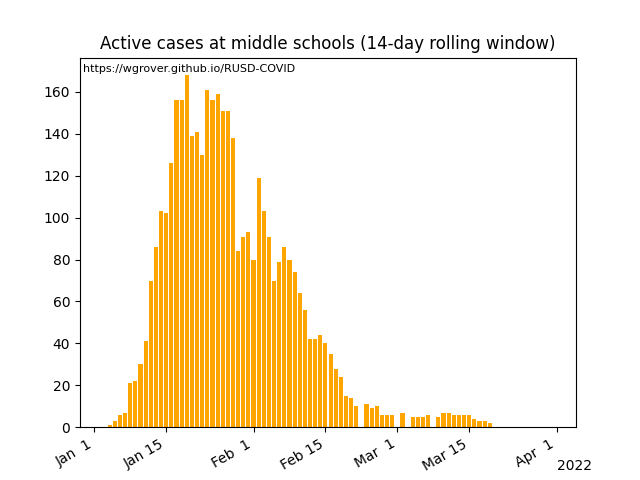 Active cases at middle schools (14-day rolling window)
https://wgrover.github.io/RUSD-COVID
160
140
120
100
80
60
40
20
0
Jan 1
Jan 15
Feb 1
Feb 15
Mar 1
Mar 15
Apr 1
2022